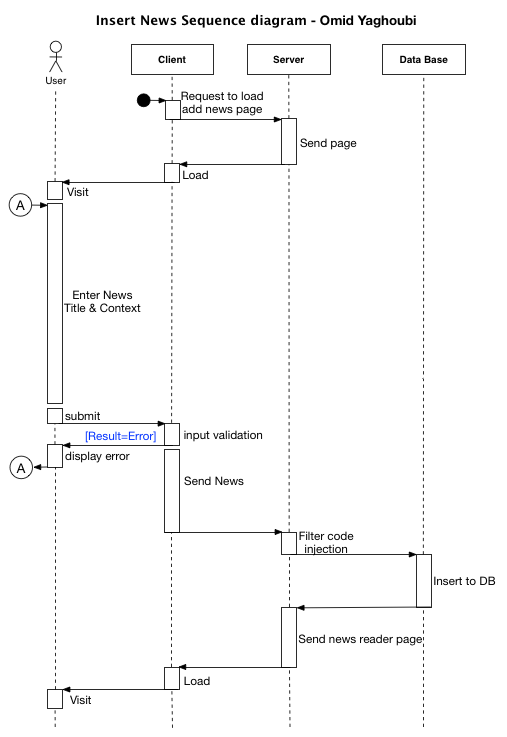 Insert News Sequence diagram - Omid Yaghoubi
User
Client
Server
Data Base
Request to load
add news page
Send page
Load
Visit
A
Enter News
Title & Context
submit
[Result=Error]
input validation
display error
A
Send News
Filter code
injection
Insert to DB
Send news reader page
Load
Visit